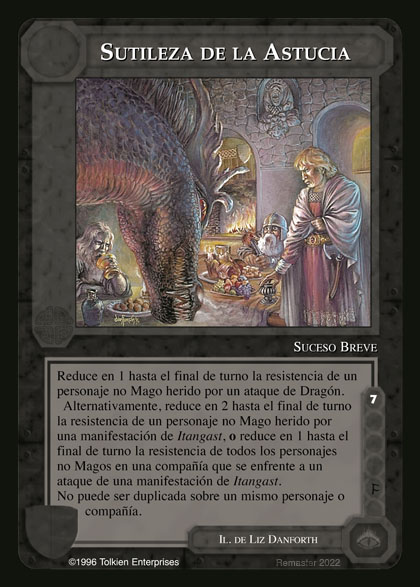 Sutileza de la Astucia
Suceso Breve
Reduce en 1 hasta el final de turno la resistencia de un
personaje no Mago herido por un ataque de Dragón.
Alternativamente, reduce en 2 hasta el final de turno
la resistencia de un personaje no Mago herido por
una manifestación de Itangast, o reduce en 1 hasta el
final de turno la resistencia de todos los personajes
no Magos en una compañía que se enfrente a un
ataque de una manifestación de Itangast.
No puede ser duplicada sobre un mismo personaje o
compañía.
7
Il. de Liz Danforth
©1996 Tolkien Enterprises
Remaster 2022